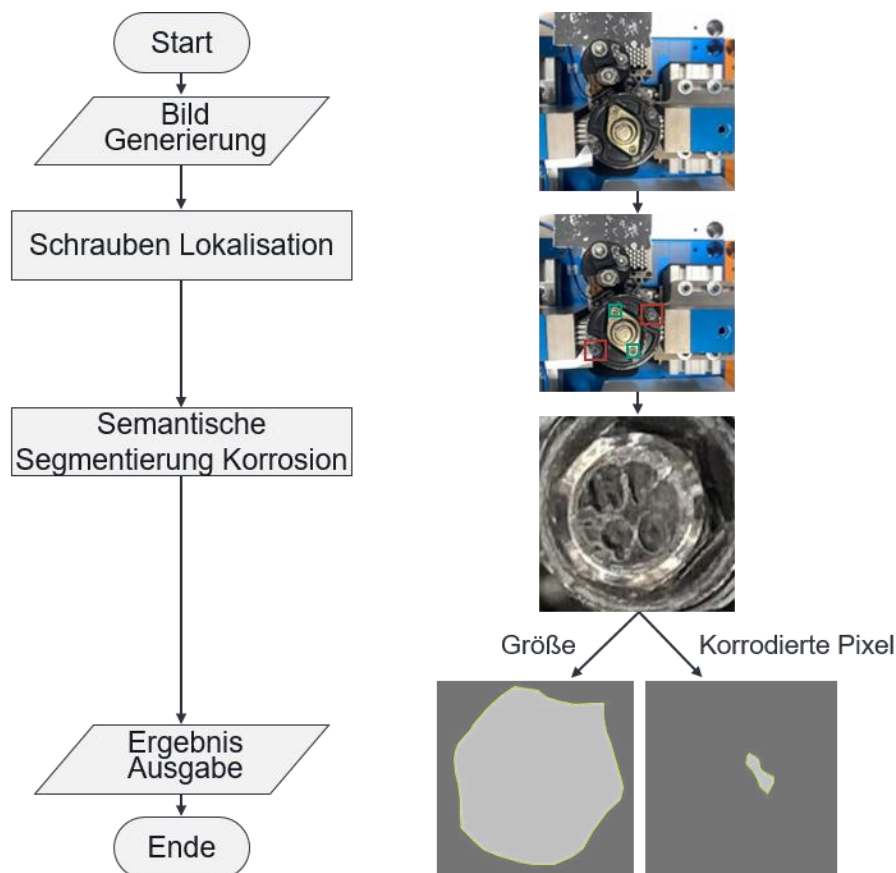 Start
Bild
Generierung
Schrauben Lokalisation
Semantische
Segmentierung Korrosion
Größe
Korrodierte Pixel
Ergebnis
Ausgabe
Ende